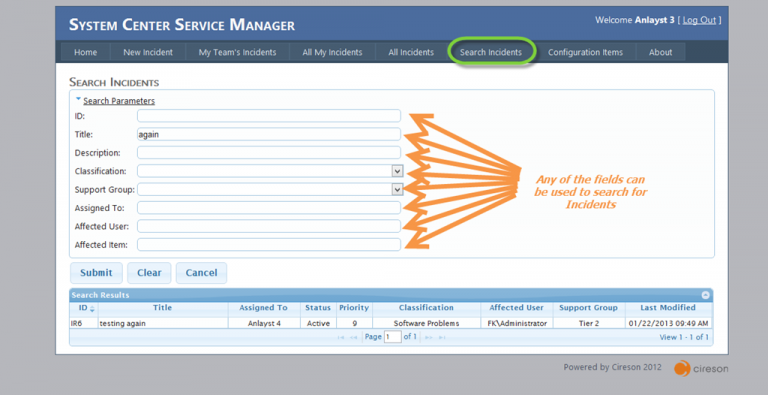 SYSTEM CENTER SERVICE MANAGER
Welcome Anlayst 3 [ Log Out ]
Home New Incident My Team's Incidents All My Incidents All Incidents Search Incidents Configuration Items About
SEARCH INCIDENTS
Search Parameters
ID:
Title: again
Description:
Classification:
Support Group:
Assigned To:
Affected User:
Affected Item:
Any of the fields can
be used to search for
Incidents
Submit Clear Cancel
Search Results
ID Title Assigned To Status Priority Classification Affected User Support Group Last Modified
IR6 testing again Anlayst 4 Active 9 Software Problems FK\Administrator Tier 2 01/22/2013 09:49 AM
Page 1 of 1 View 1 - 1 of 1
Powered by Cireson 2012 cireson